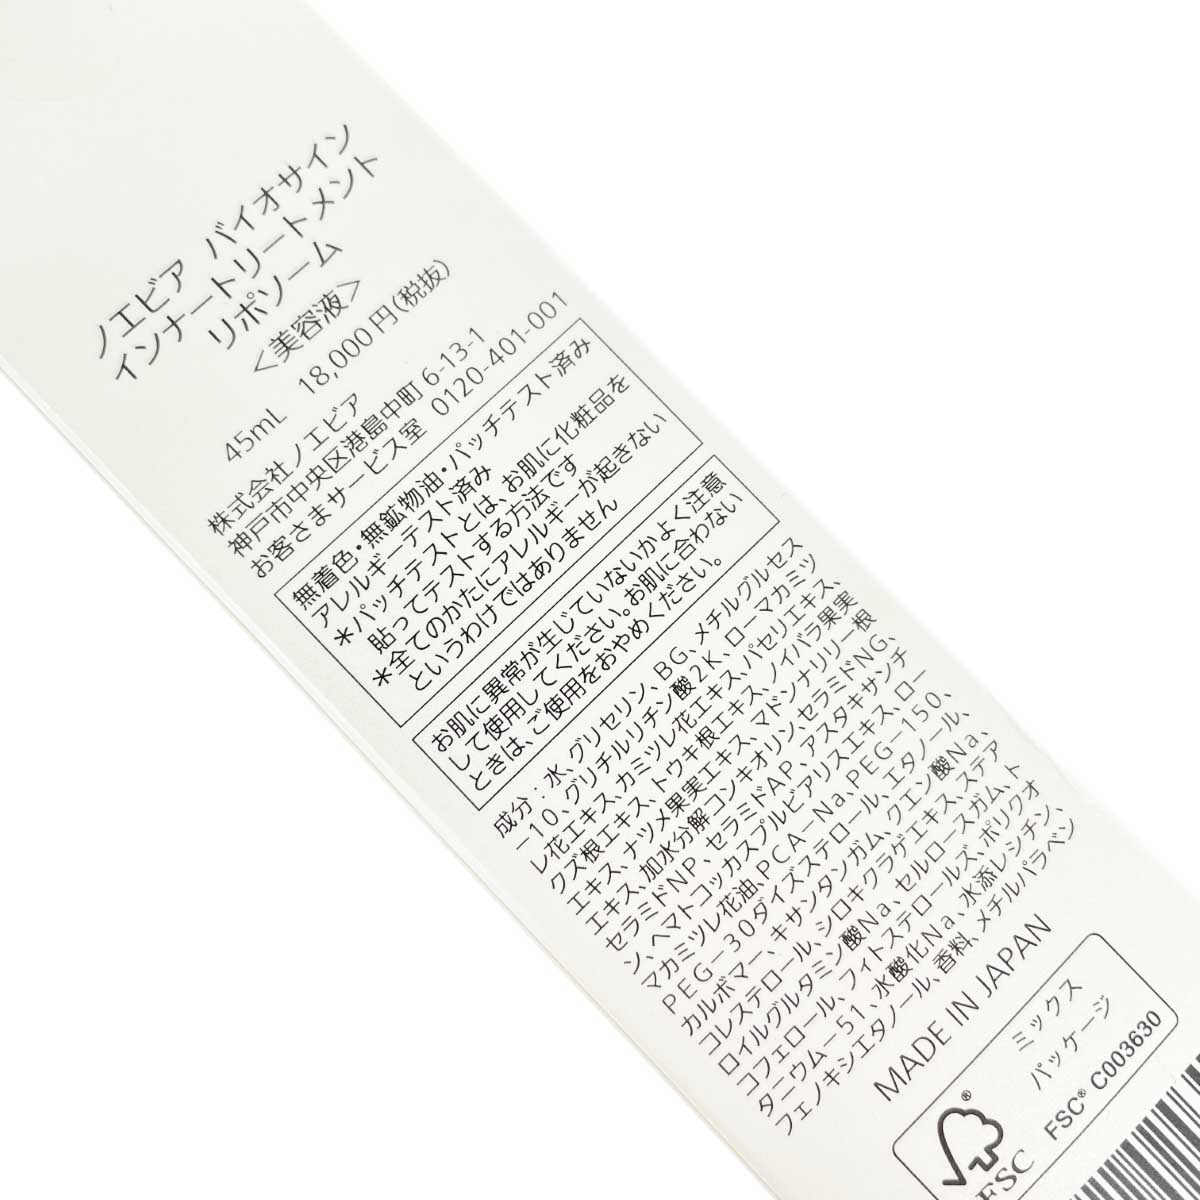 ノエビア バイオサイン
インナートリートメント
リポソーム
<美容液>
45mL 18,000円(税抜)
株式会社ノエビア
神戸市中央区港島中町6-13-1
お客さまサービス室 0120-401-001
無着色・無鉱物油・パッチテスト済み
アレルギーテスト済み
＊パッチテストとは、お肌に化粧品を
貼ってテストする方法です
＊全てのかたにアレルギーが起きない
というわけではありません
お肌に異常が生じていないかよく注意
して使用してください。お肌に合わない
ときは、ご使用をおやめください。
成分：水、グリセリン、BG、メチルグルセス
－10、グリチルリチン酸2K、ローマカミツ
レ花エキス、カミツレ花エキス、パセリエキス、
クズ根エキス、トウキ根エキス、ノイバラ果実
エキス、ナツメ果実エキス、マドンナリリー根
エキス、加水分解コンキオリン、セラミドNG、
セラミドNP、セラミドAP、アスタキサンチ
ン、ヘマトコッカスプルビアリスエキス、ロー
マカミツレ花油、PCA－Na、PEG－150、
PEG－30ダイズステロール、エタノール、
カルボマー、キサンタンガム、クエン酸Na、
コレステロール、シロキクラゲエキス、ステア
ロイルグルタミン酸Na、セルロースガム、ト
コフェロール、フィトステロールズ、ポリクオ
タニウム－51、水酸化Na、水添レシチン、
フェノキシエタノール、香料、メチルパラベン
MADE IN JAPAN
ミックス
パッケージ
FSC® C003630
®
FSC